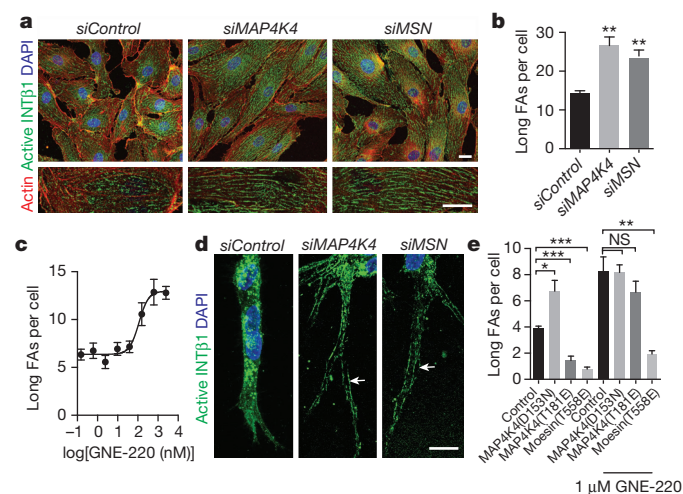 a
siControl siMAP4K4 siMSN
Actin Active INTβ1 DAPI
b
Long FAs per cell
40
30
20
10
0
**
**
siControl
siMAP4K4
siMSN
c
Long FAs per cell
15
10
5
0
–1 0 1 2 3 4
log[GNE-220 (nM)]
d
siControl siMAP4K4 siMSN
Active INTβ1 DAPI
e
Long FAs per cell
10
8
6
4
2
0
***
***
*
**
NS
Control
MAP4K4(D153N)
MAP4K4(T181E)
Moesin(T558E)
Control
MAP4K4(D153N)
MAP4K4(T181E)
Moesin(T558E)
1 μM GNE-220